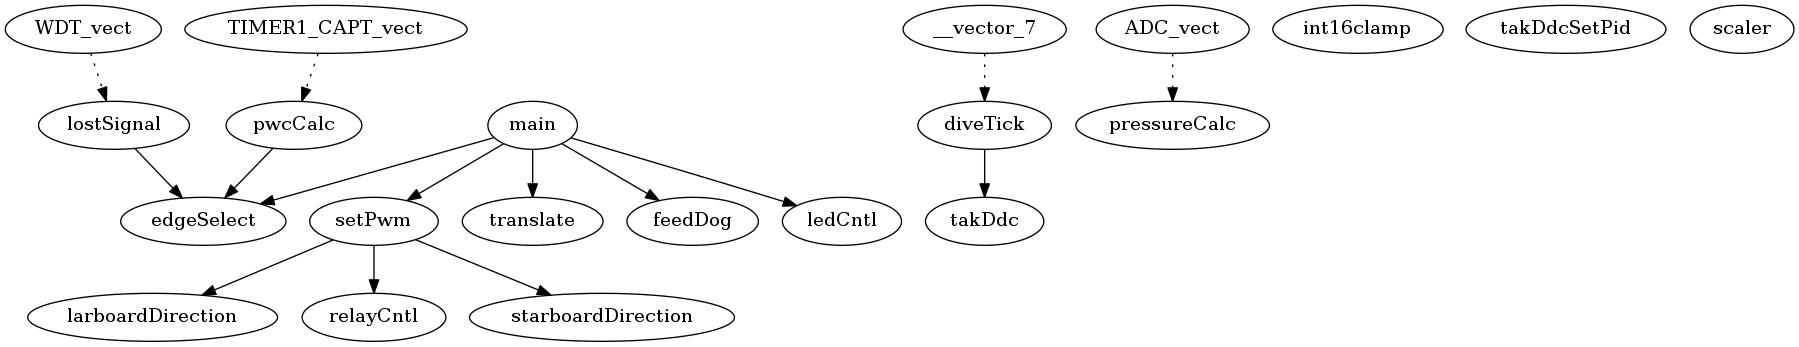 WDT_vect
TIMER1_CAPT_vect
__vector_7
ADC_vect
int16clamp
takDdcSetPid
scaler
lostSignal
pwcCalc
main
diveTick
pressureCalc
edgeSelect
setPwm
translate
feedDog
ledCntl
takDdc
larboardDirection
relayCntl
starboardDirection